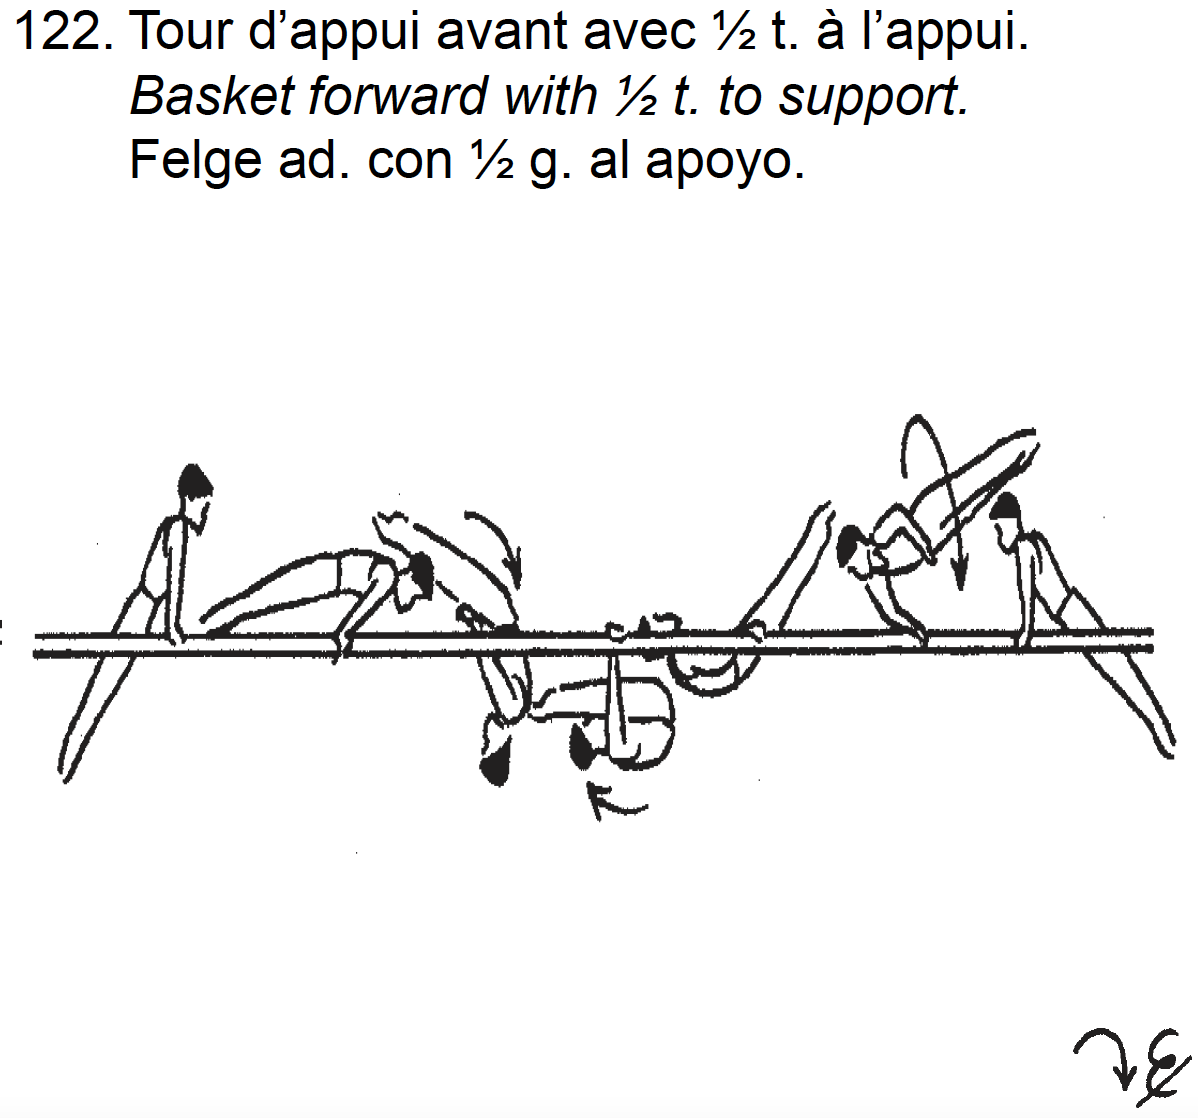 122. Tour d’appui avant avec ½ t. à l’appui.
Basket forward with ½ t. to support.
Felge ad. con ½ g. al apoyo.